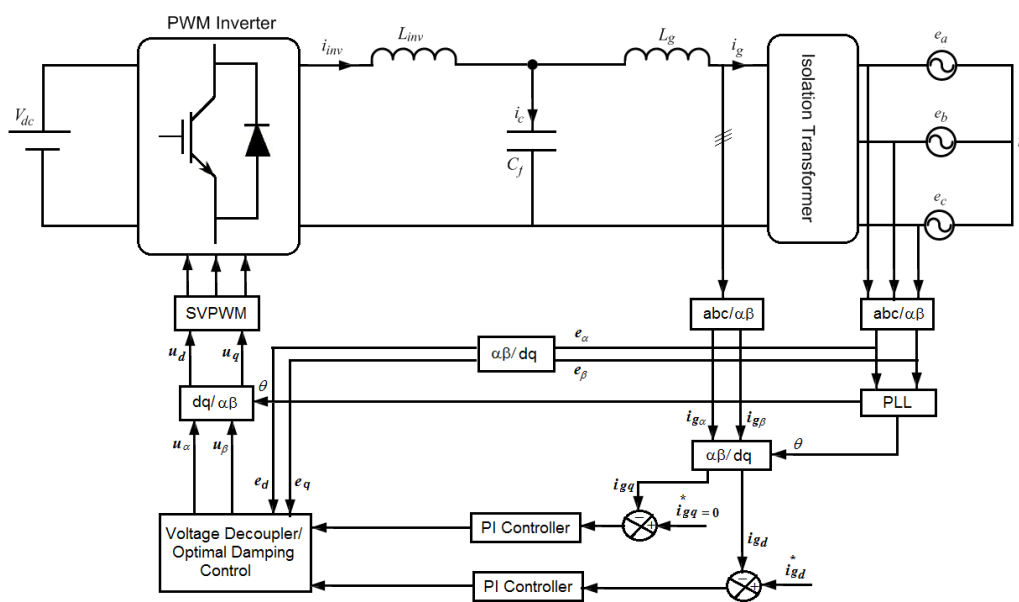 PWM Inverter
i_inv
L_inv
L_g
i_g
e_a
V_dc
i_c
C_f
Isolation Transformer
e_b
e_c
SVPWM
abc/αβ
abc/αβ
u_d
u_q
αβ/dq
e_α
e_β
dq/αβ
θ
PLL
u_α
u_β
i_gα
i_gβ
αβ/dq
θ
e_d
e_q
i_gq
i*_gq = 0
Voltage Decoupler/
Optimal Damping
Control
PI Controller
−
+
i_gd
PI Controller
−
+
i*_gd